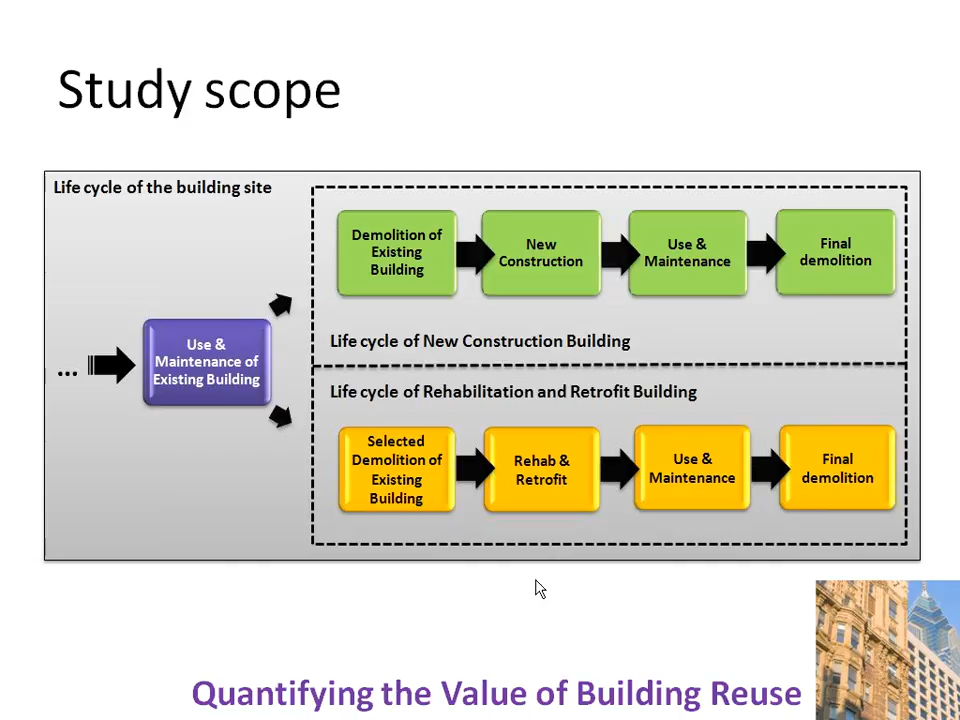 Study scope
Life cycle of the building site
Demolition of
Existing
Building
New
Construction
Use &
Maintenance
Final
demolition
Life cycle of New Construction Building
...
Use &
Maintenance of
Existing Building
Life cycle of Rehabilitation and Retrofit Building
Selected
Demolition of
Existing
Building
Rehab &
Retrofit
Use &
Maintenance
Final
demolition
Quantifying the Value of Building Reuse